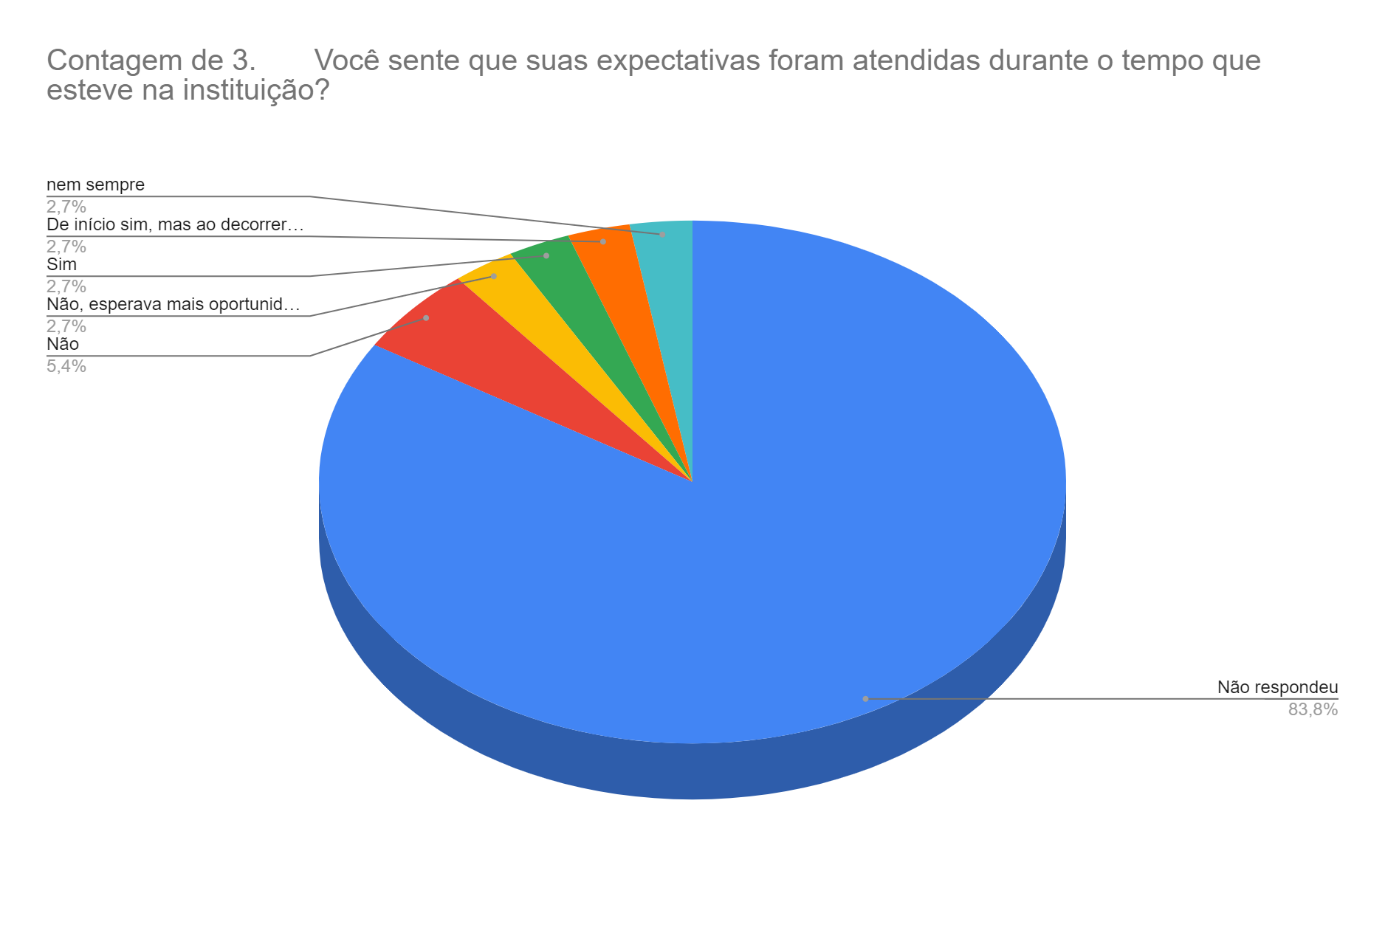 Contagem de 3. Você sente que suas expectativas foram atendidas durante o tempo que
esteve na instituição?
nem sempre
2,7%
De início sim, mas ao decorrer…
2,7%
Sim
2,7%
Não, esperava mais oportunid…
2,7%
Não
5,4%
Não respondeu
83,8%